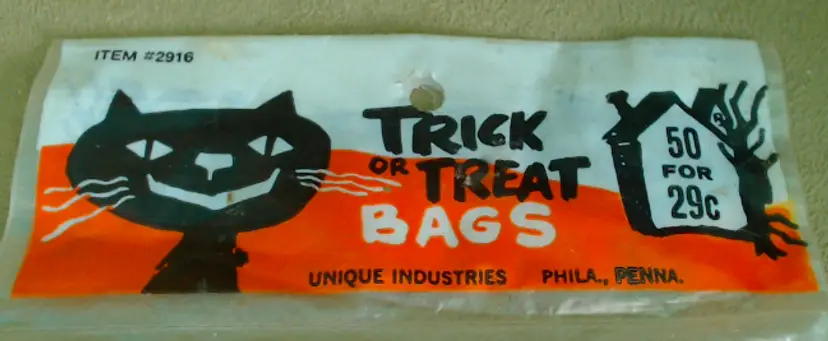 ITEM #2916
TRICK
OR TREAT
BAGS
50
FOR
29c
UNIQUE INDUSTRIES PHILA., PENNA.